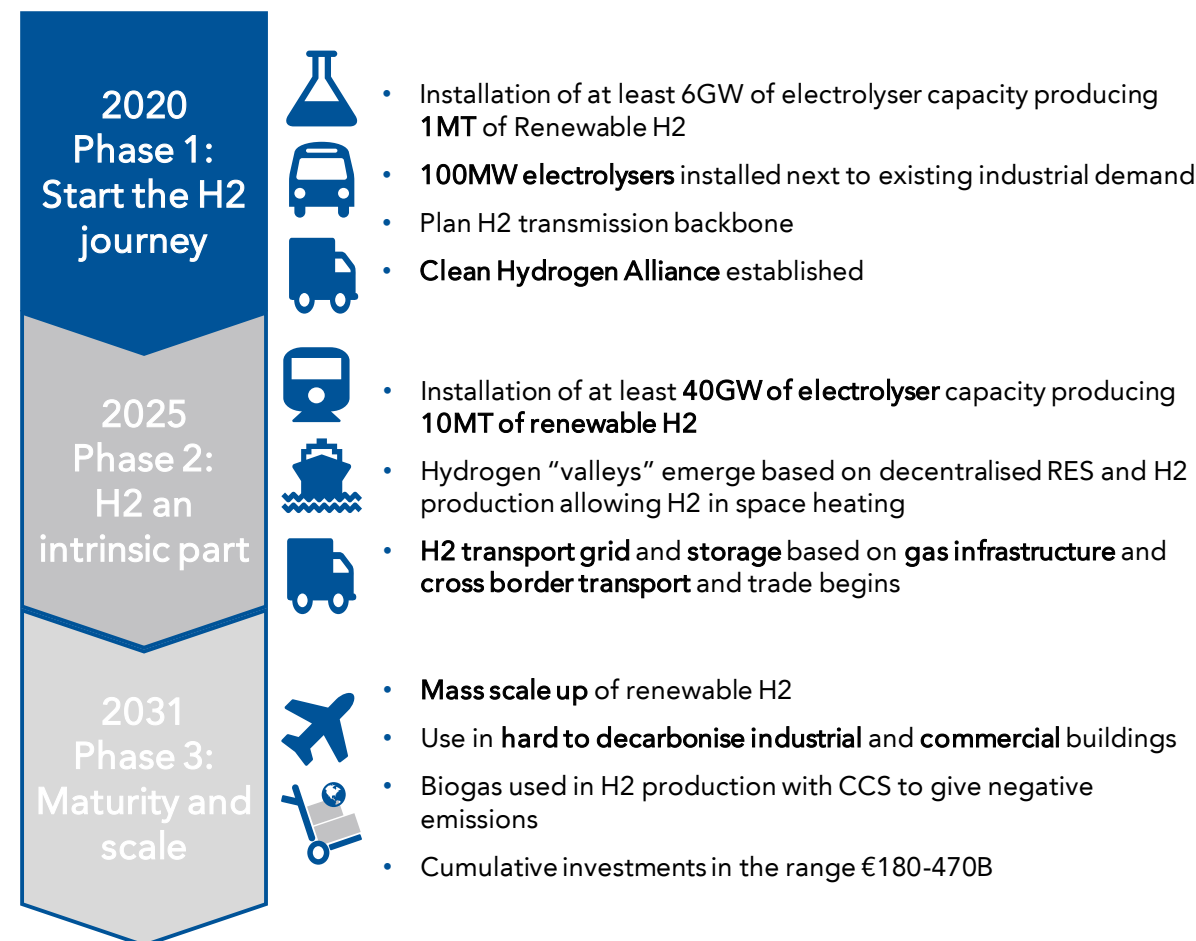 2020
Phase 1:
Start the H2
journey
• Installation of at least 6GW of electrolyser capacity producing
1MT of Renewable H2
• 100MW electrolysers installed next to existing industrial demand
• Plan H2 transmission backbone
• Clean Hydrogen Alliance established
2025
Phase 2:
H2 an
intrinsic part
• Installation of at least 40GW of electrolyser capacity producing
10MT of renewable H2
• Hydrogen “valleys” emerge based on decentralised RES and H2
production allowing H2 in space heating
• H2 transport grid and storage based on gas infrastructure and
cross border transport and trade begins
2031
Phase 3:
Maturity and
scale
• Mass scale up of renewable H2
• Use in hard to decarbonise industrial and commercial buildings
• Biogas used in H2 production with CCS to give negative
emissions
• Cumulative investments in the range €180-470B